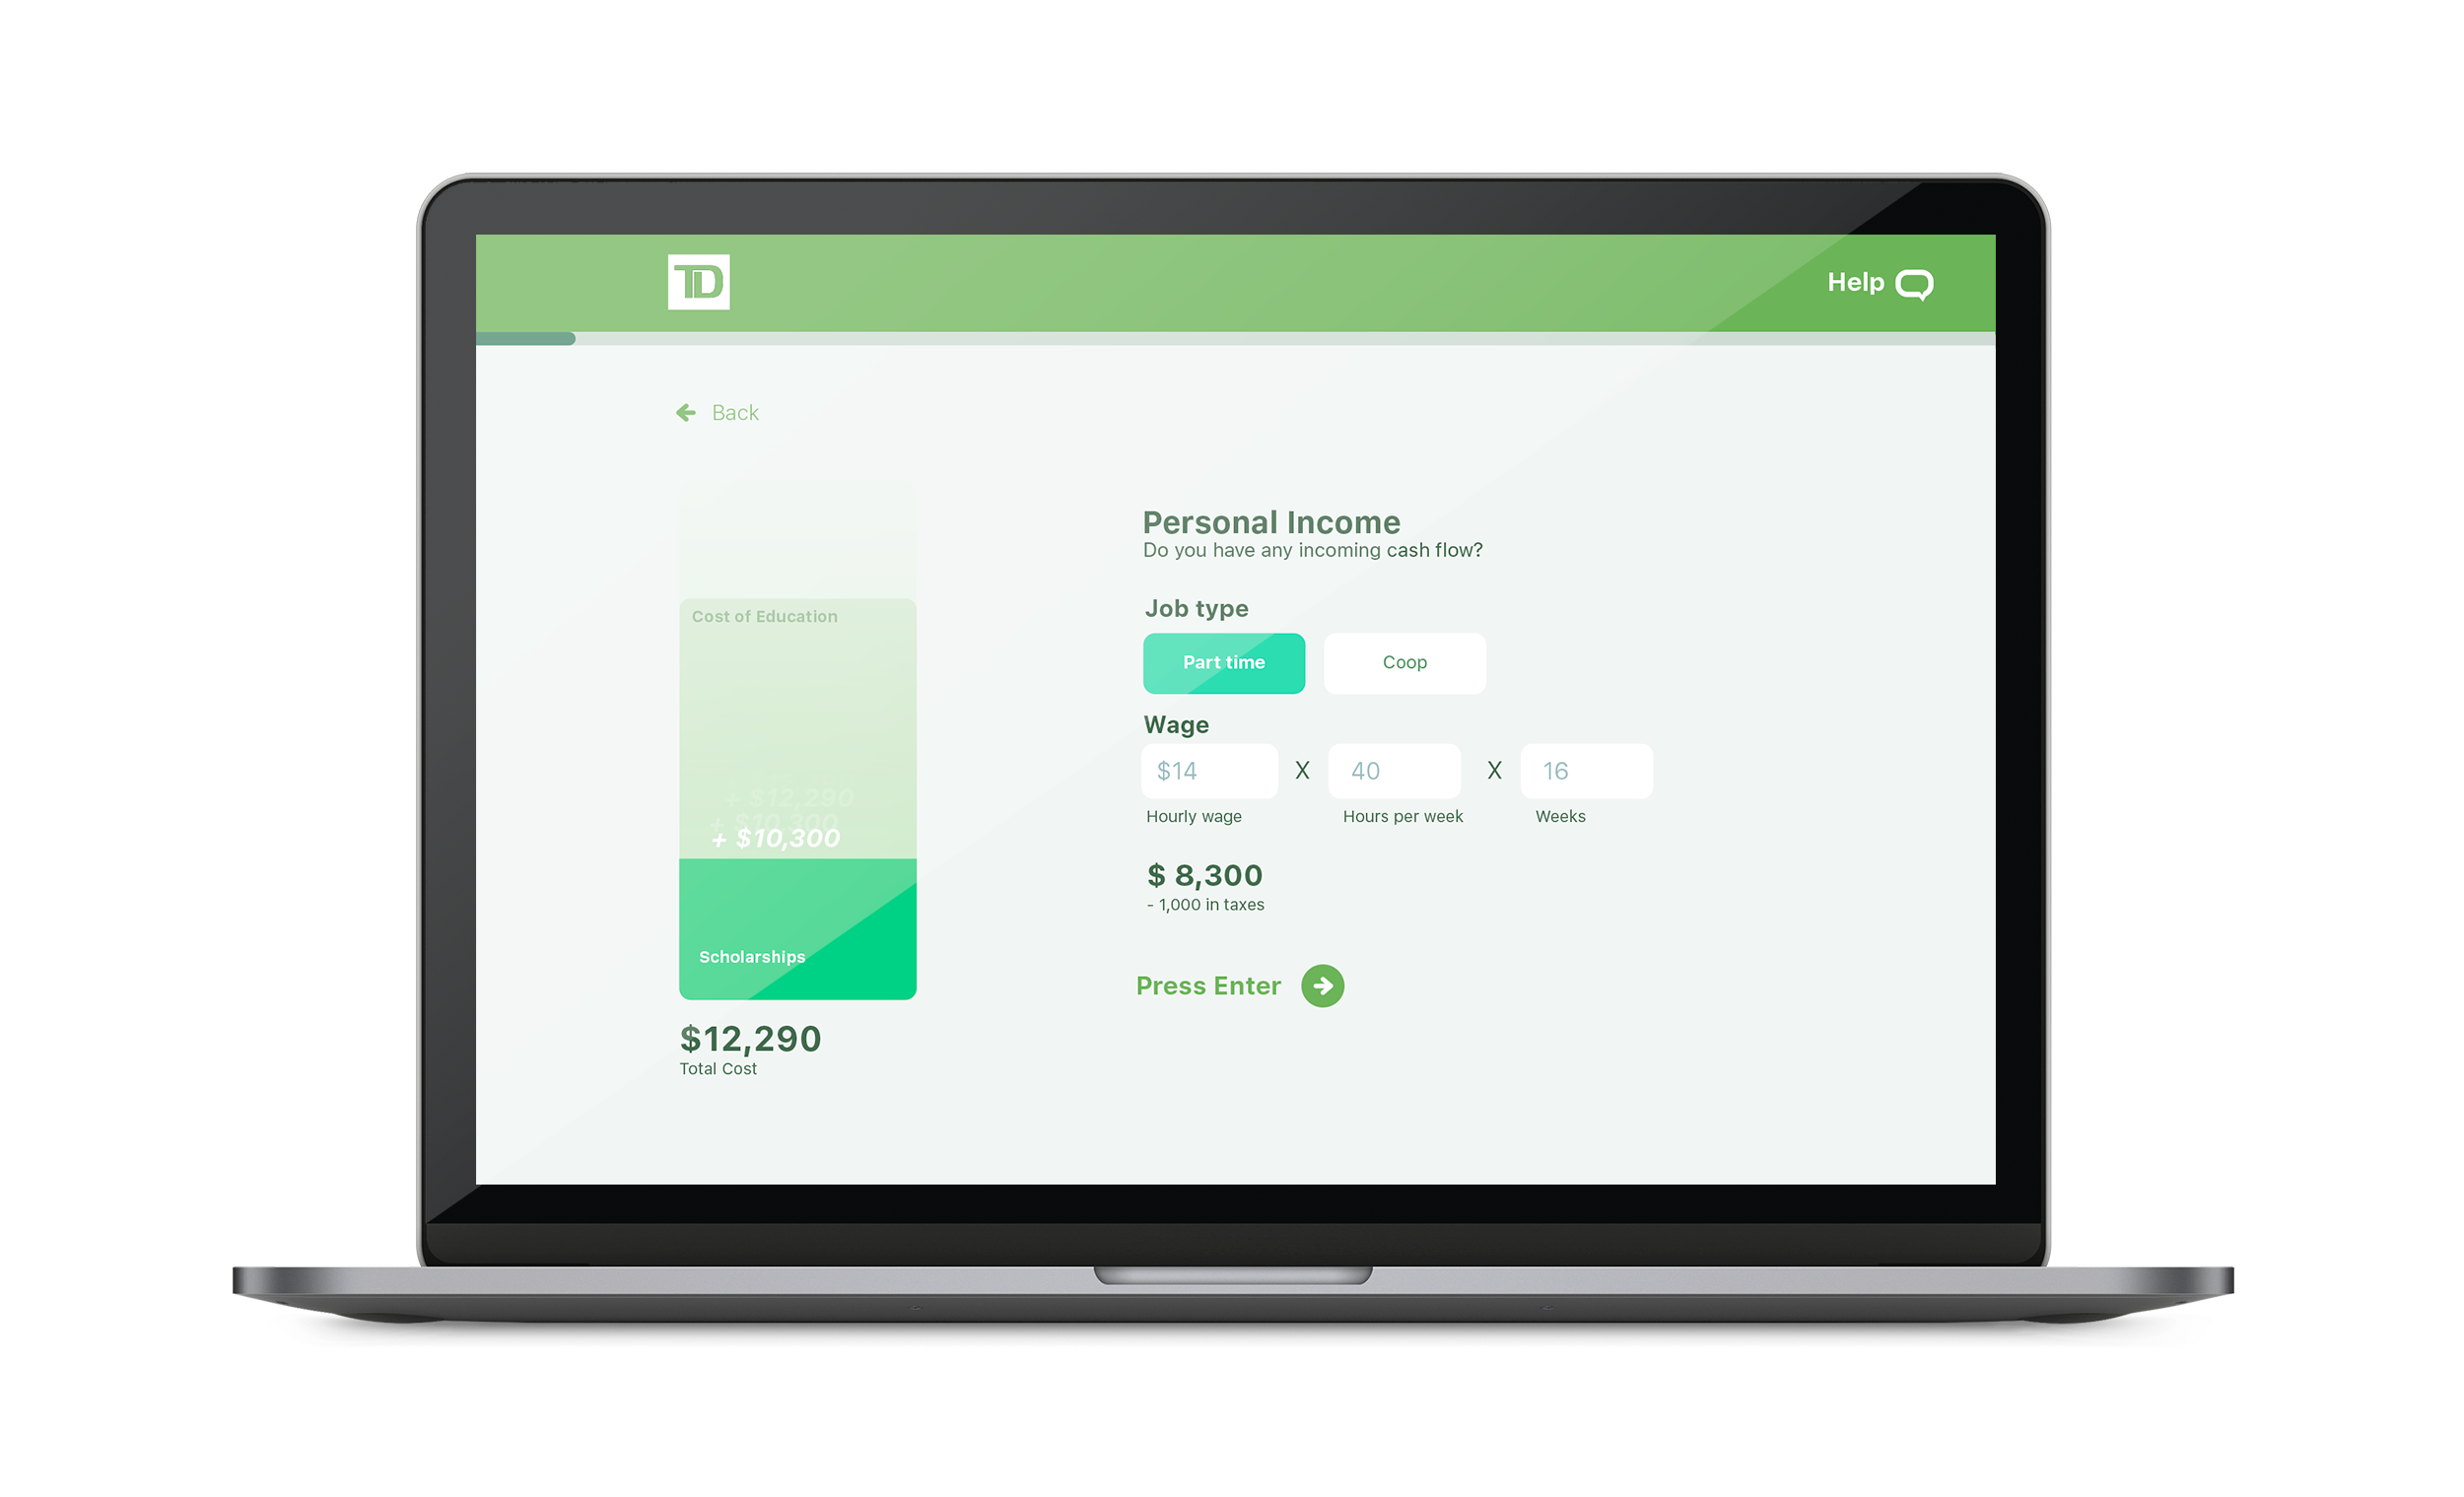 TD
Help
Back
Cost of Education
+ $12,290
+ $10,300
+ $10,300
Scholarships
$12,290
Total Cost
Personal Income
Do you have any incoming cash flow?
Job type
Part time
Coop
Wage
$14 X 40 X 16
Hourly wage Hours per week Weeks
$ 8,300
- 1,000 in taxes
Press Enter